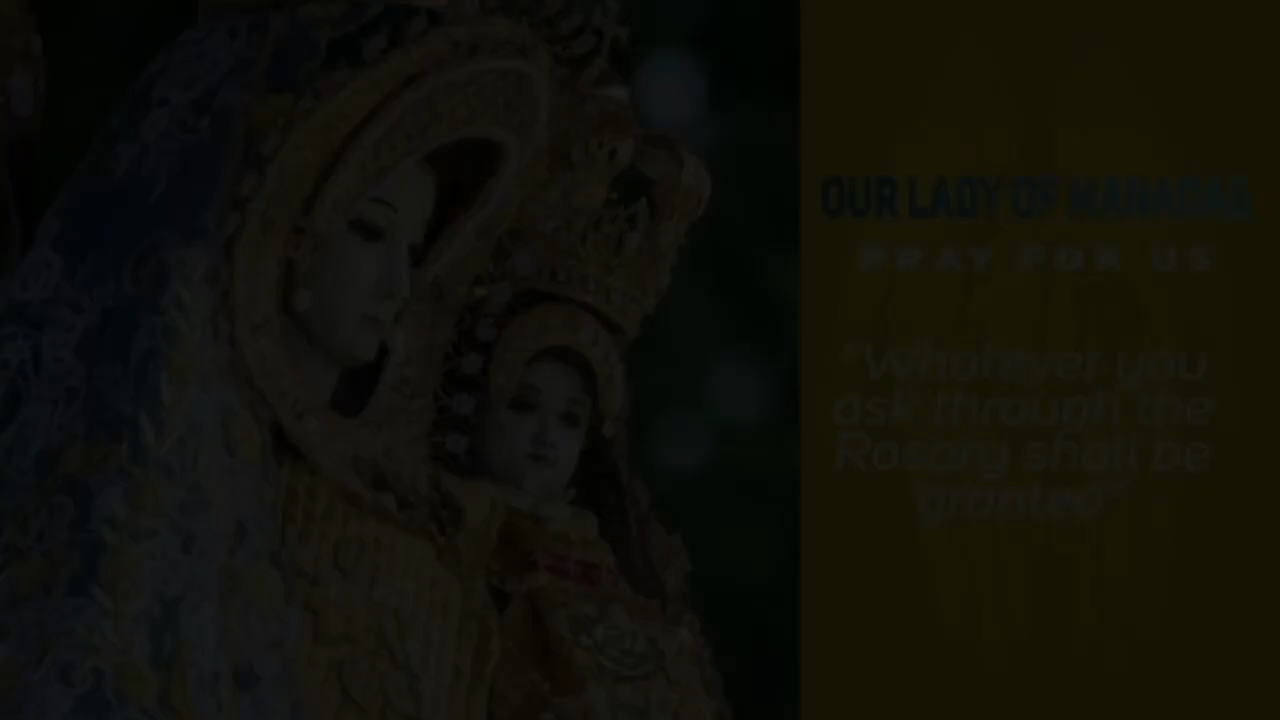 OUR LADY OF MANAOAG
PRAY FOR US
"Whatever you
ask through the
Rosary shall be
granted"